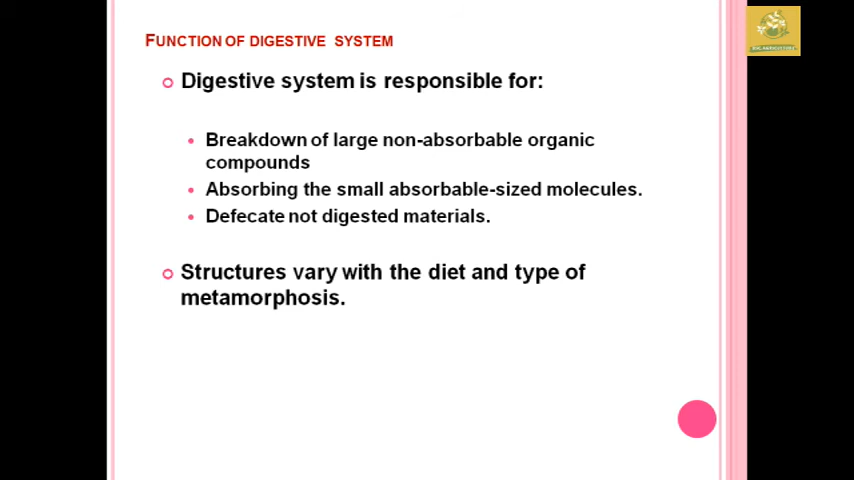 FUNCTION OF DIGESTIVE SYSTEM
Digestive system is responsible for:
Breakdown of large non-absorbable organic
compounds
Absorbing the small absorbable-sized molecules.
Defecate not digested materials.
Structures vary with the diet and type of
metamorphosis.